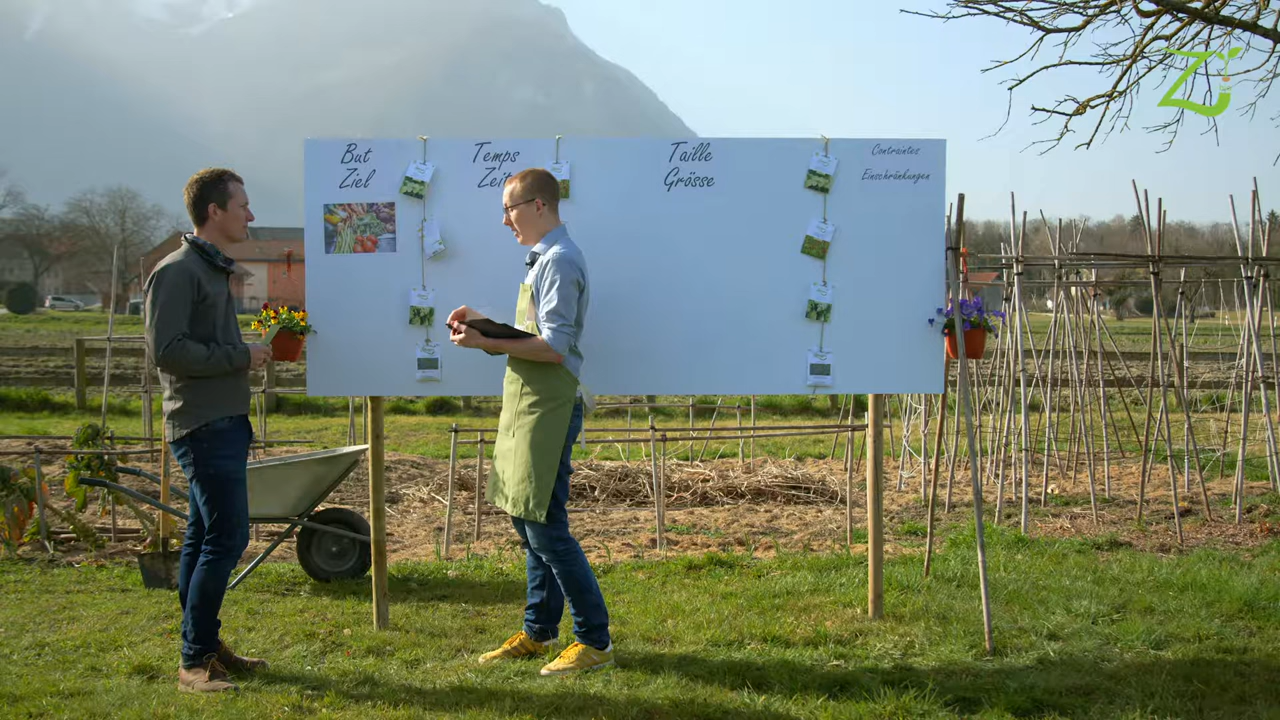 But
Ziel
Temps
Zeit
Taille
Grösse
Contraintes
Einschränkungen